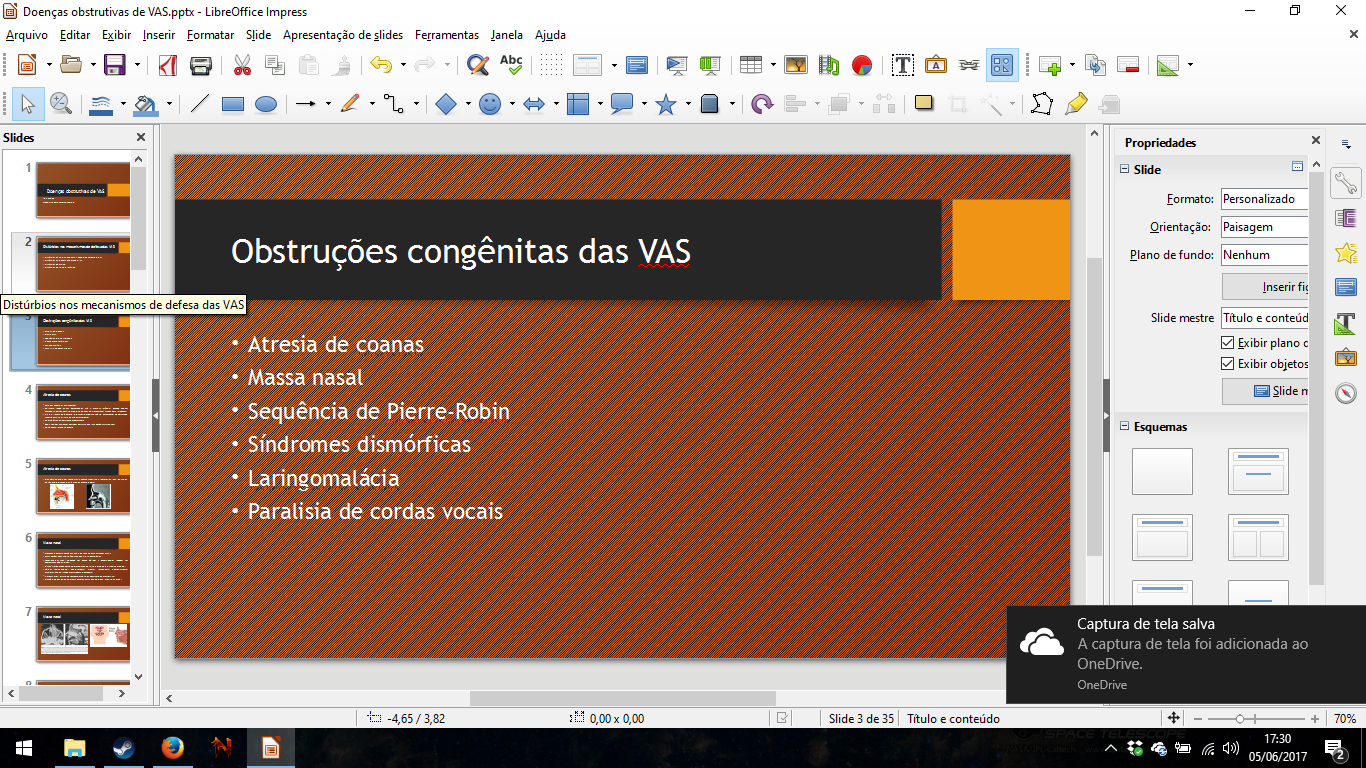 Doenças obstrutivas de VAS.pptx - LibreOffice Impress
Arquivo Editar Exibir Inserir Formatar Slide Apresentação de slides Ferramentas Janela Ajuda
Abc
Slides
1
Doenças obstrutivas de VAS
2
Distúrbios nos mecanismos de defesa das VAS
Distúrbios nos mecanismos de defesa das VAS
3
Obstruções congênitas das VAS
4
Atresia de coanas
5
Atresia de coanas
6
Massa nasal
7
Massa nasal
8
Obstruções congênitas das VAS
• Atresia de coanas
• Massa nasal
• Sequência de Pierre-Robin
• Síndromes dismórficas
• Laringomalácia
• Paralisia de cordas vocais
Propriedades
Slide
Formato: Personalizado
Orientação: Paisagem
Plano de fundo: Nenhum
Inserir fig
Slide mestre Título e conteúd
Exibir plano d
Exibir objetos
Slide m
Esquemas
Captura de tela salva
A captura de tela foi adicionada ao
OneDrive.
OneDrive
-4,65 / 3,82 0,00 x 0,00 Slide 3 de 35 Título e conteúdo 70%
SPACE TELESCOPE
17:30
05/06/2017
2